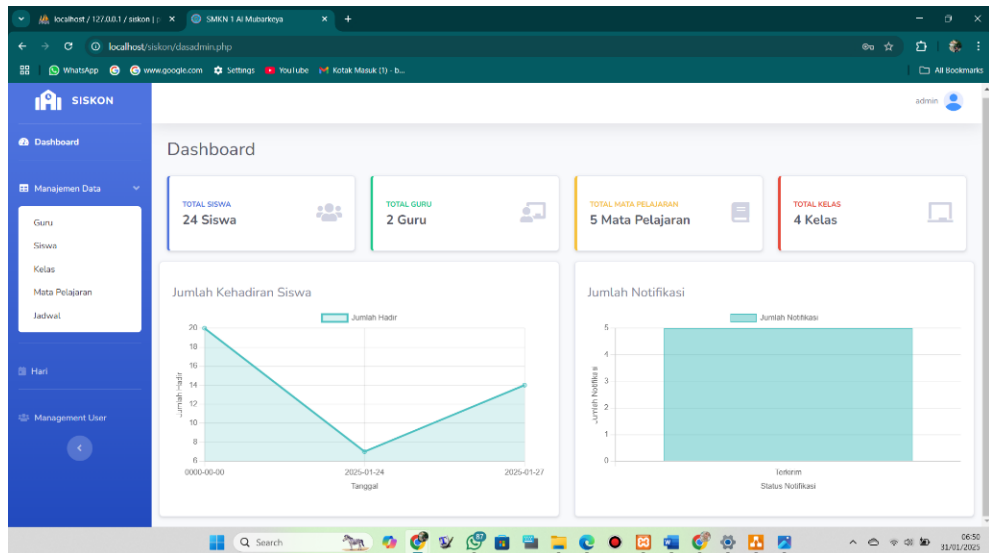 localhost / 127.0.0.1 / siskon | p
SMKN 1 Al Mubarkeya
localhost/siskon/dasadmin.php
WhatsApp
www.google.com
Settings
YouTube
Kotak Masuk (1) - b...
All Bookmarks
SISKON
admin
Dashboard
Manajemen Data
Guru
Siswa
Kelas
Mata Pelajaran
Jadwal
Hari
Management User
Dashboard
TOTAL SISWA
24 Siswa
TOTAL GURU
2 Guru
TOTAL MATA PELAJARAN
5 Mata Pelajaran
TOTAL KELAS
4 Kelas
Jumlah Kehadiran Siswa
Jumlah Hadir
20
18
16
14
12
10
8
6
Jumlah Hadir
0000-00-00
2025-01-24
2025-01-27
Tanggal
Jumlah Notifikasi
Jumlah Notifikasi
5
4
3
2
1
0
Jumlah Notifikasi
Terkirim
Status Notifikasi
Search
06:50
31/01/2025